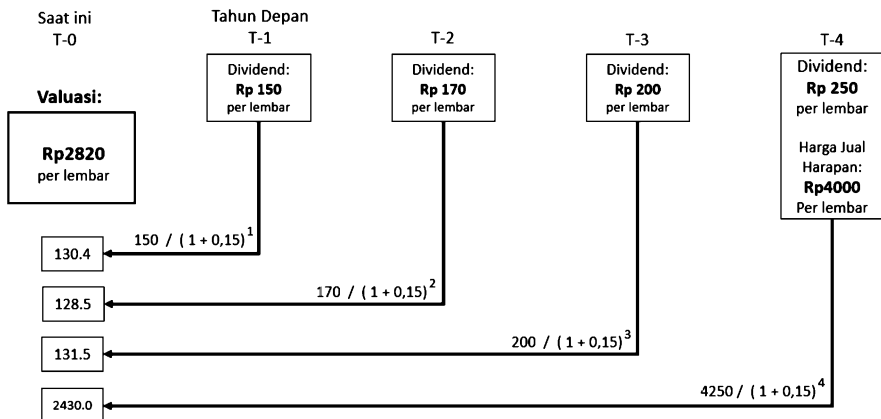 Saat ini
T-0
Tahun Depan
T-1
T-2
T-3
T-4
Valuasi:
Rp2820
per lembar
Dividend:
Rp 150
per lembar
Dividend:
Rp 170
per lembar
Dividend:
Rp 200
per lembar
Dividend:
Rp 250
per lembar
Harga Jual
Harapan:
Rp4000
Per lembar
130.4
150 / ( 1 + 0,15)^1
128.5
170 / ( 1 + 0,15)^2
131.5
200 / ( 1 + 0,15)^3
2430.0
4250 / ( 1 + 0,15)^4